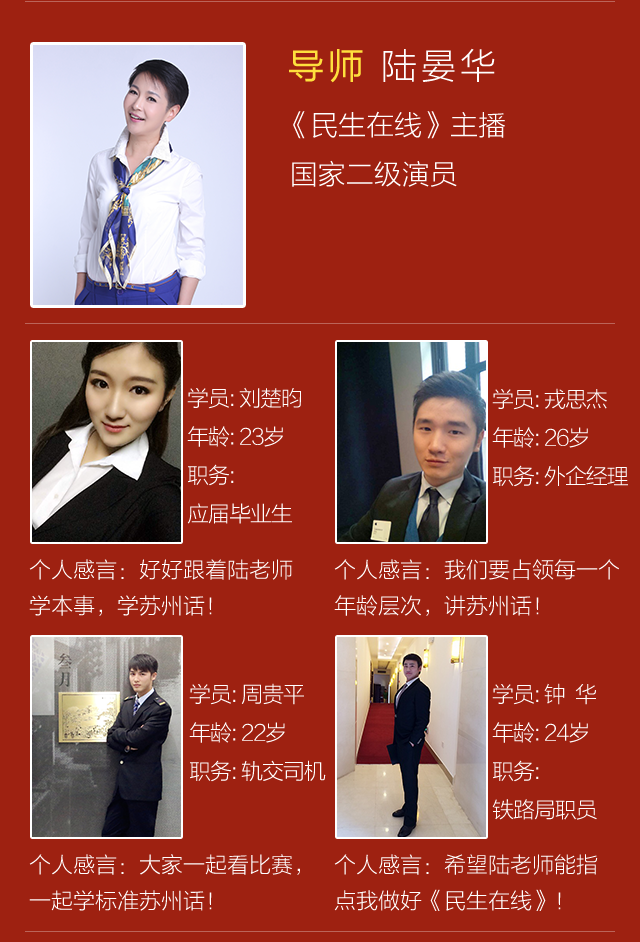 导师 陆晏华
《民生在线》主播
国家二级演员
学员: 刘楚昀
年龄: 23岁
职务:
应届毕业生
个人感言：好好跟着陆老师
学本事，学苏州话！
学员: 戎思杰
年龄: 26岁
职务: 外企经理
个人感言：我们要占领每一个
年龄层次，讲苏州话！
叁月
学员: 周贵平
年龄: 22岁
职务: 轨交司机
个人感言：大家一起看比赛，
一起学标准苏州话！
学员: 钟 华
年龄: 24岁
职务:
铁路局职员
个人感言：希望陆老师能指
点我做好《民生在线》！